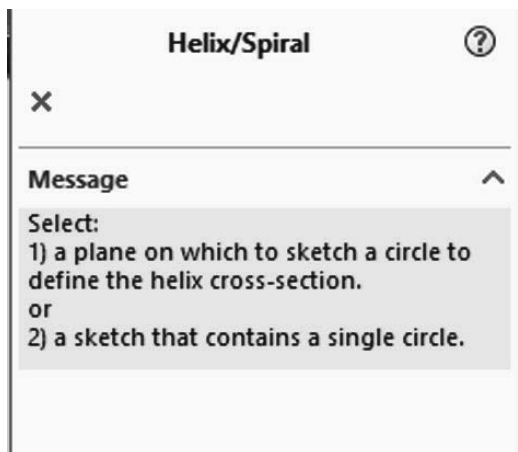 Helix/Spiral
Message
Select:
1) a plane on which to sketch a circle to
define the helix cross-section.
or
2) a sketch that contains a single circle.